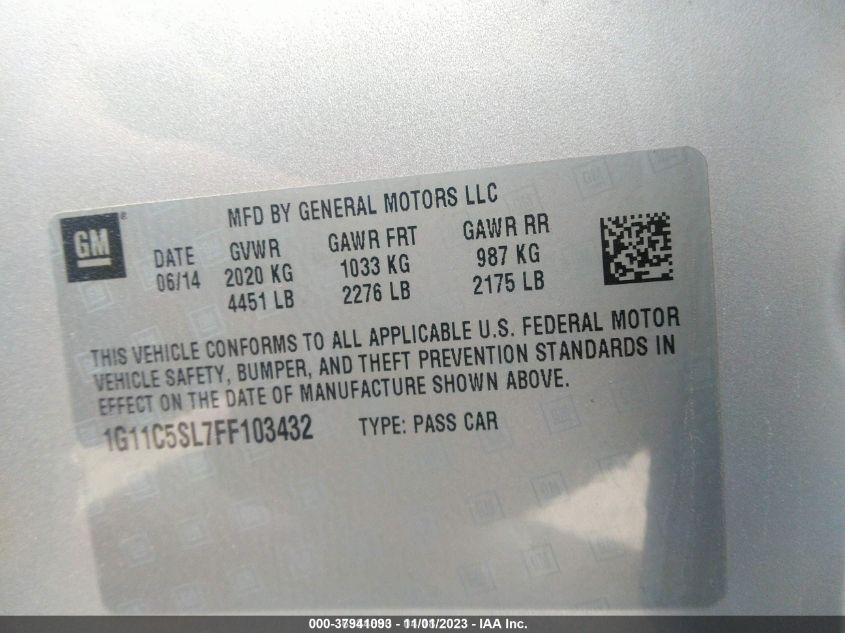 MFD BY GENERAL MOTORS LLC
GM®
DATE GVWR GAWR FRT GAWR RR
06/14 2020 KG 1033 KG 987 KG
4451 LB 2276 LB 2175 LB
THIS VEHICLE CONFORMS TO ALL APPLICABLE U.S. FEDERAL MOTOR
VEHICLE SAFETY, BUMPER, AND THEFT PREVENTION STANDARDS IN
EFFECT ON THE DATE OF MANUFACTURE SHOWN ABOVE.
1G11C5SL7FF103432 TYPE: PASS CAR
000-37941093 - 11/01/2023 - IAA Inc.